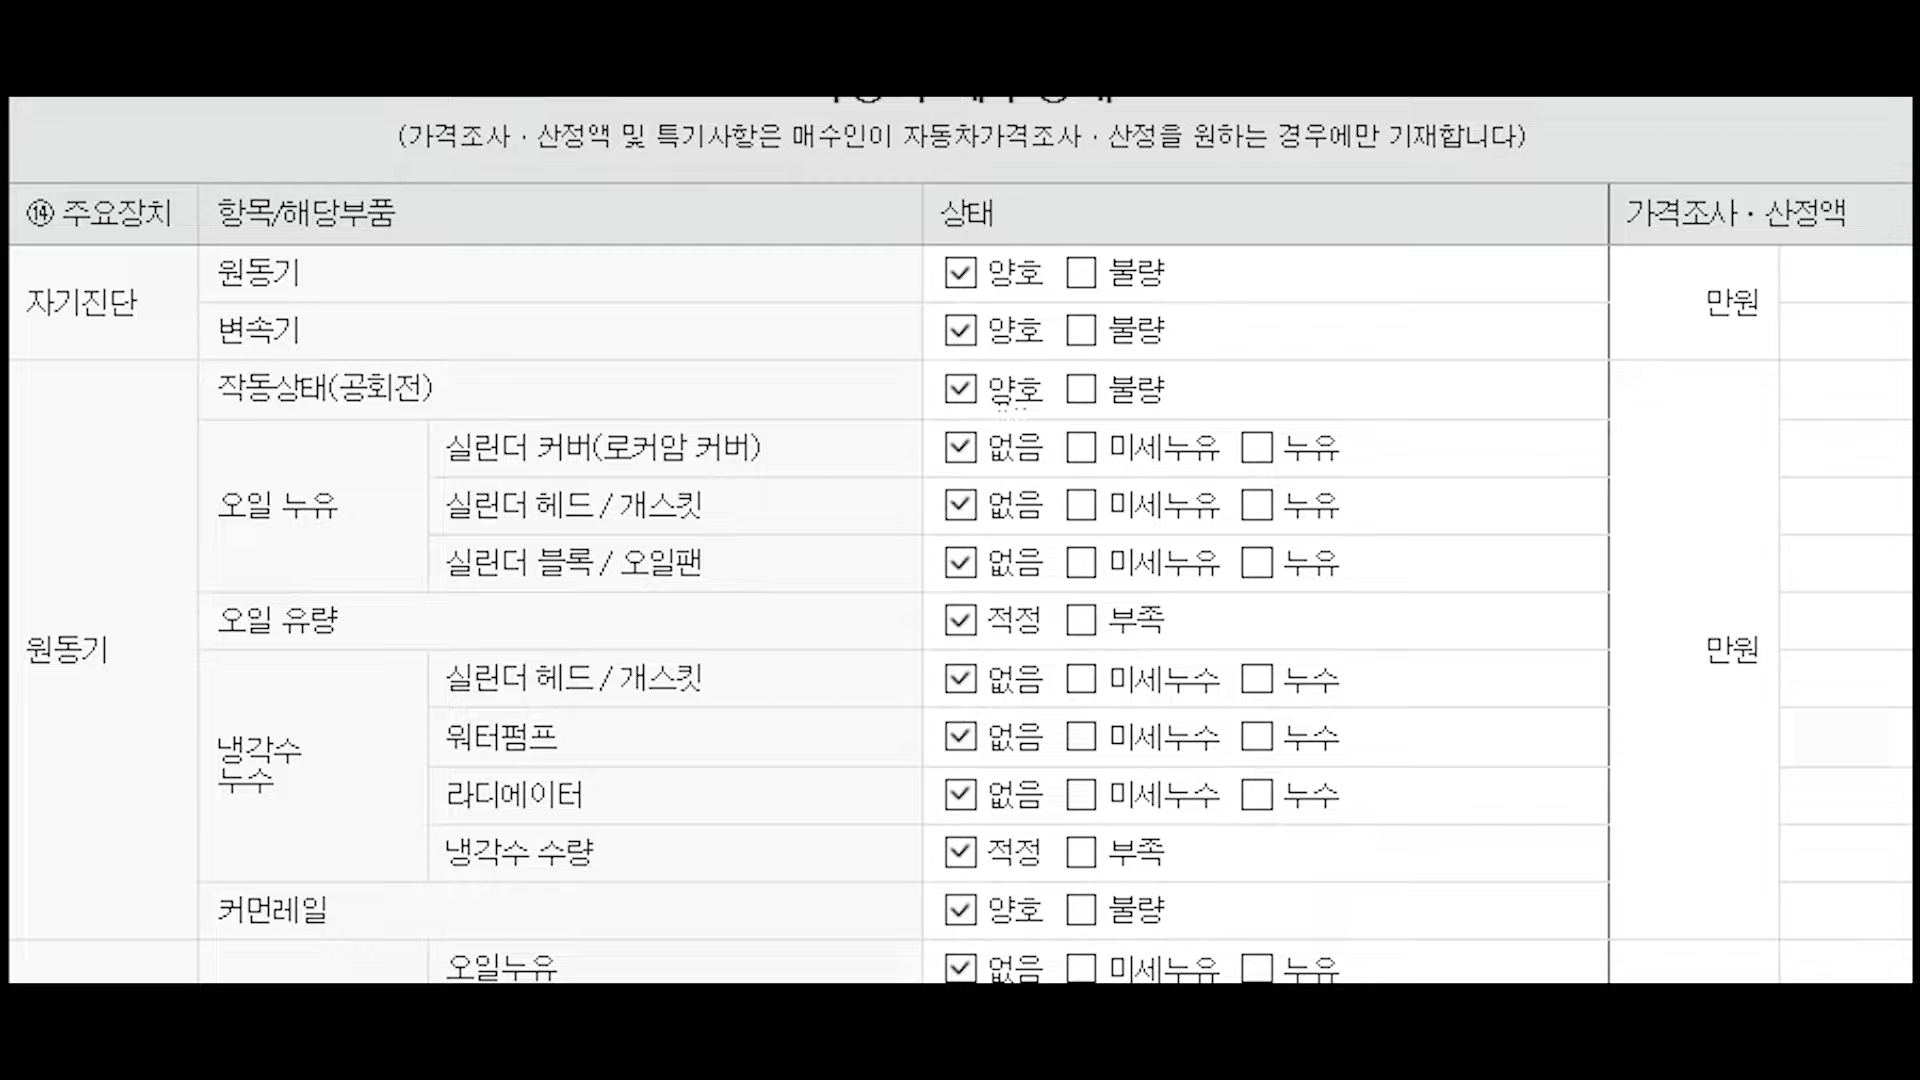 (가격조사 · 산정액 및 특기사항은 매수인이 자동차가격조사 · 산정을 원하는 경우에만 기재합니다)
⑭ 주요장치 항목/해당부품 상태 가격조사 · 산정액
자기진단 원동기 ☑ 양호 ☐ 불량 만원
변속기 ☑ 양호 ☐ 불량
원동기 작동상태(공회전) ☑ 양호 ☐ 불량 만원
오일 누유 실린더 커버(로커암 커버) ☑ 없음 ☐ 미세누유 ☐ 누유
실린더 헤드 / 개스킷 ☑ 없음 ☐ 미세누유 ☐ 누유
실린더 블록 / 오일팬 ☑ 없음 ☐ 미세누유 ☐ 누유
오일 유량 ☑ 적정 ☐ 부족
냉각수 누수 실린더 헤드 / 개스킷 ☑ 없음 ☐ 미세누수 ☐ 누수
워터펌프 ☑ 없음 ☐ 미세누수 ☐ 누수
라디에이터 ☑ 없음 ☐ 미세누수 ☐ 누수
냉각수 수량 ☑ 적정 ☐ 부족
커먼레일 ☑ 양호 ☐ 불량
오일누유 ☑ 없음 ☐ 미세누유 ☐ 누유